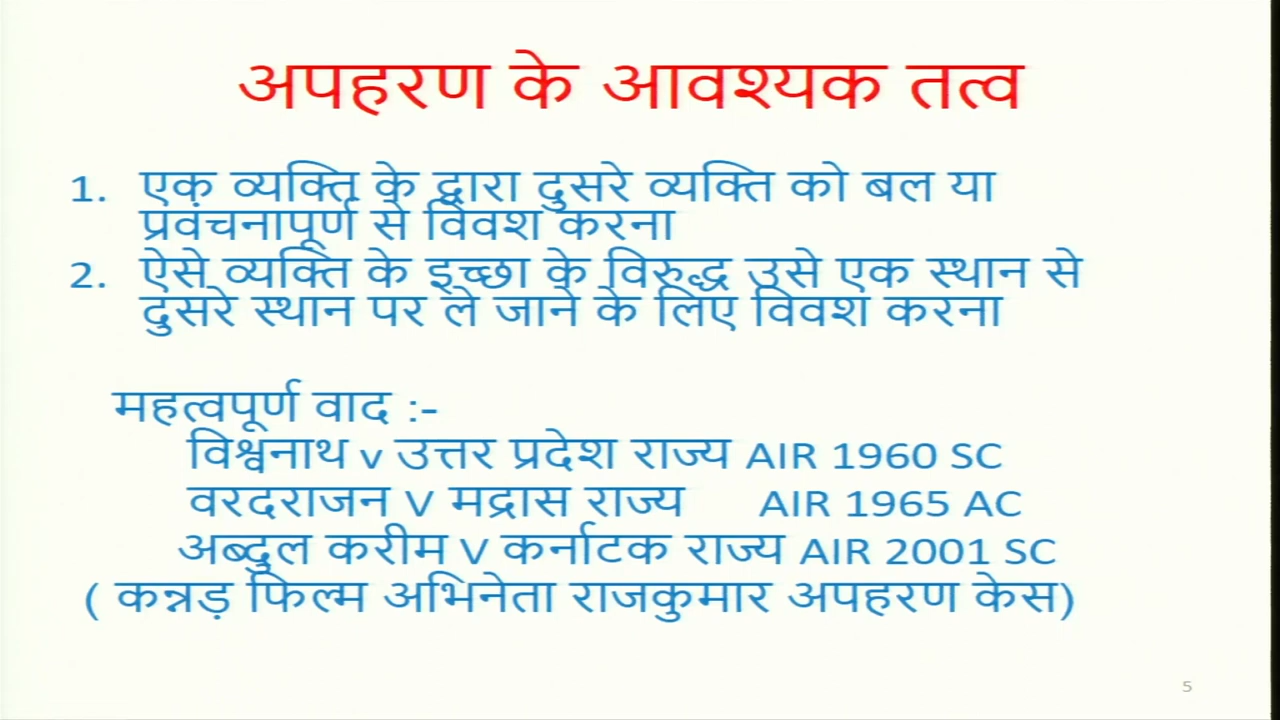 अपहरण के आवश्यक तत्व
1. एक व्यक्ति के द्वारा दुसरे व्यक्ति को बल या
प्रवंचनापूर्ण से विवश करना
2. ऐसे व्यक्ति के इच्छा के विरुद्ध उसे एक स्थान से
दुसरे स्थान पर ले जाने के लिए विवश करना
महत्वपूर्ण वाद :-
विश्वनाथ v उत्तर प्रदेश राज्य AIR 1960 SC
वरदराजन V मद्रास राज्य AIR 1965 AC
अब्दुल करीम V कर्नाटक राज्य AIR 2001 SC
( कन्नड़ फिल्म अभिनेता राजकुमार अपहरण केस)
5